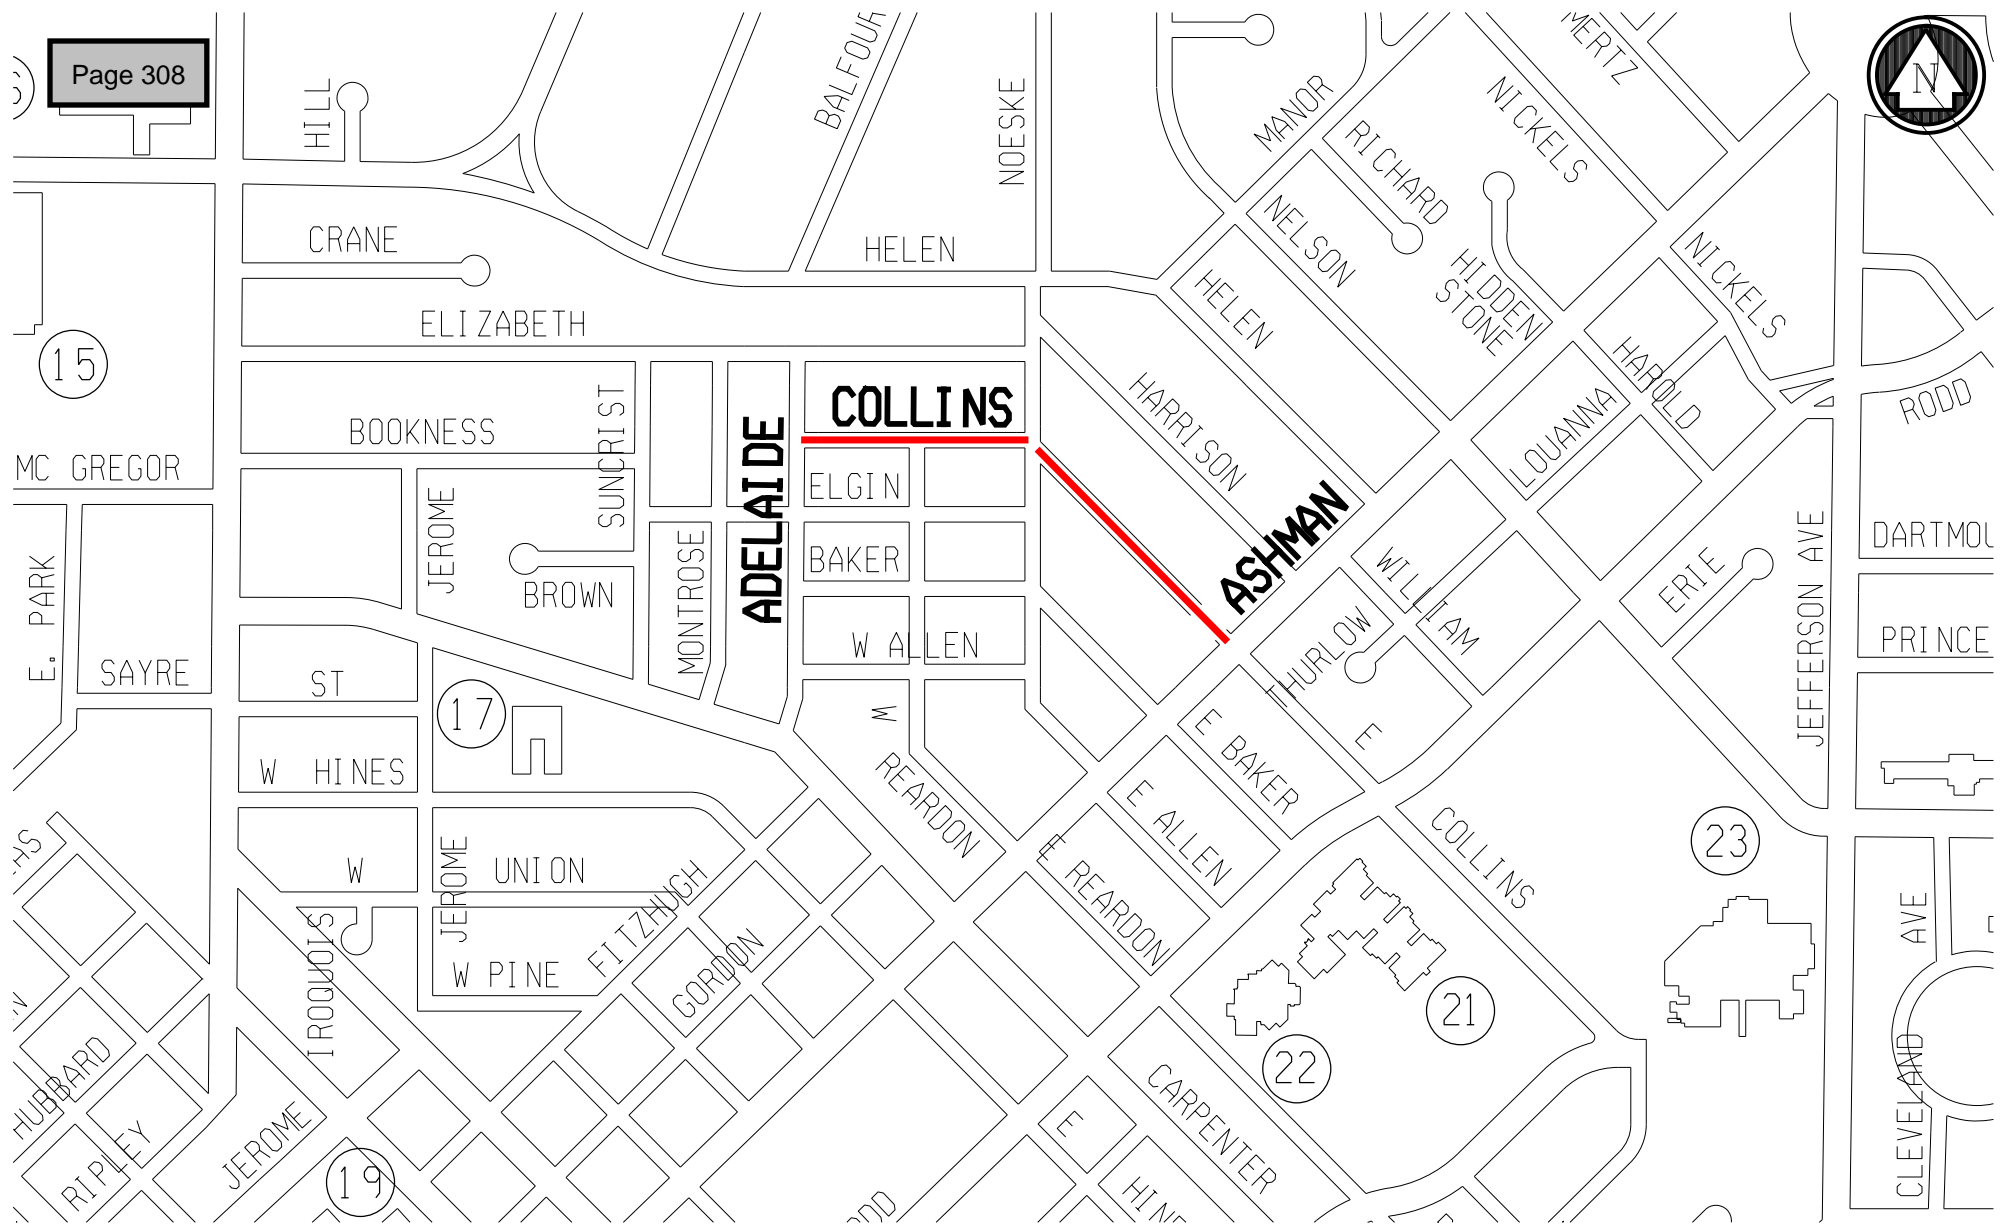 Page 308
N
HILL
BALFOUR
NOESKE
MANOR
MERTZ
NICKELS
RICHARD
NELSON
CRANE
HELEN
HIDDEN
STONE
NICKELS
HELEN
ELIZABETH
15
HAROLD
RODD
COLLINS
HARRISON
LOUANNA
BOOKNESS
SUNCRIST
ADELAIDE
MC GREGOR
ELGIN
ASHMAN
JEROME
BAKER
WILLIAM
ERIE
JEFFERSON AVE
DARTMOU
E. PARK
BROWN
MONTROSE
W ALLEN
THURLOW
PRINCE
SAYRE
ST
17
W
REARDON
E BAKER
E
W HINES
E ALLEN
COLLINS
23
W UNION
JEROME
E REARDON
FITZHUGH
GORDON
AVE
CLEVELAND
IROQUOIS
W PINE
21
22
HUBBARD
RIPLEY
JEROME
19
CARPENTER
E